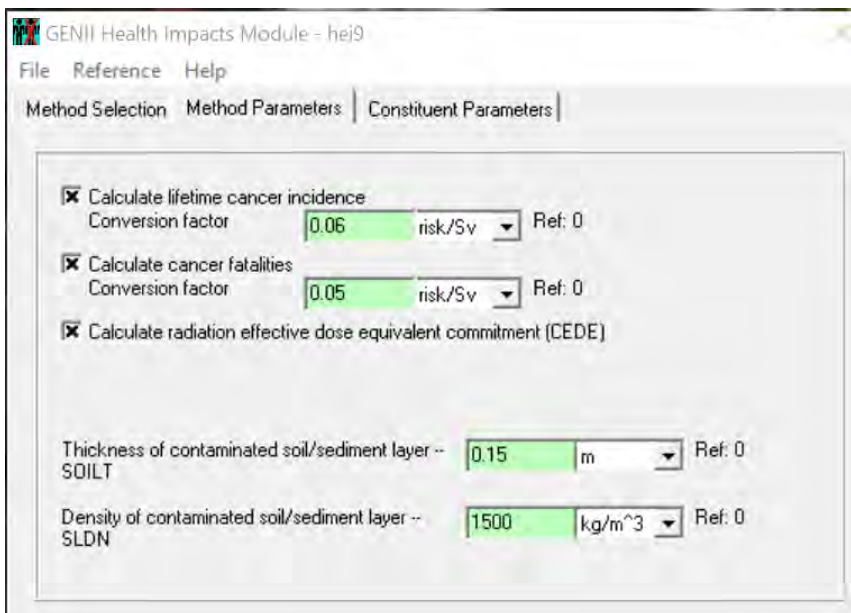 GENII Health Impacts Module - hei9
File Reference Help
Method Selection Method Parameters Constituent Parameters
Calculate lifetime cancer incidence
Conversion factor 0.06 risk/Sv Ref: 0
Calculate cancer fatalities
Conversion factor 0.05 risk/Sv Ref: 0
Calculate radiation effective dose equivalent commitment (CEDE)
Thickness of contaminated soil/sediment layer -- 0.15 m Ref: 0
SOILT
Density of contaminated soil/sediment layer -- 1500 kg/m^3 Ref: 0
SLDN